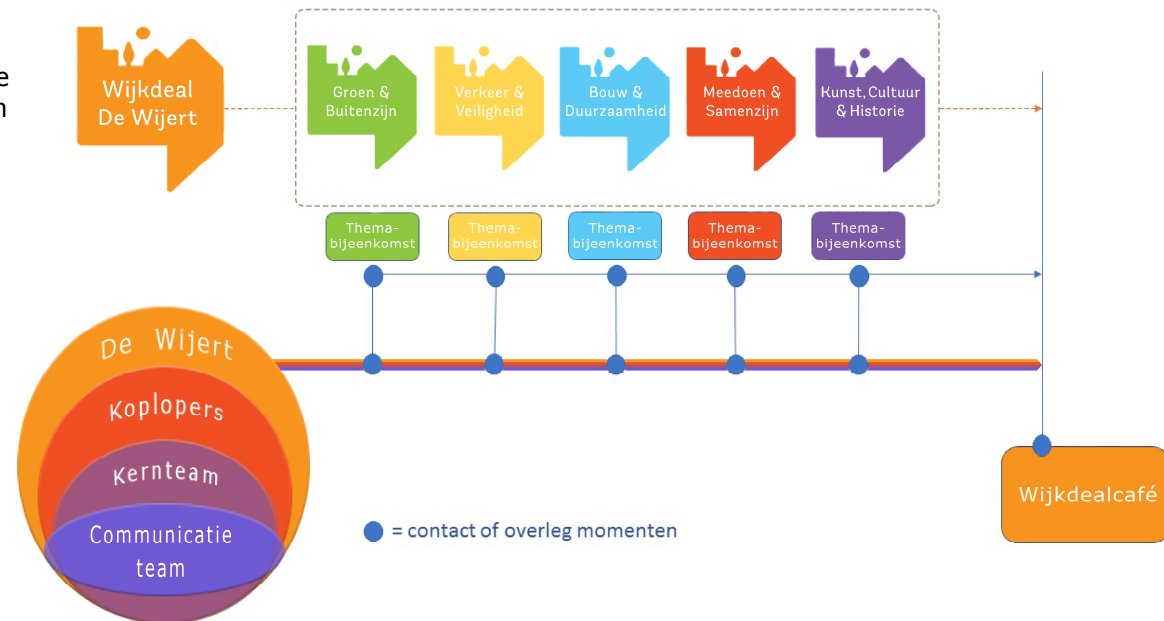 e
n
Wijkdeal
De Wijert
Groen &
Buitenzijn
Verkeer &
Veiligheid
Bouw &
Duurzaamheid
Meedoen &
Samenzijn
Kunst, Cultuur
& Historie
Thema-
bijeenkomst
Thema-
bijeenkomst
Thema-
bijeenkomst
Thema-
bijeenkomst
Thema-
bijeenkomst
De Wijert
Koplopers
Kernteam
Communicatie
team
= contact of overleg momenten
Wijkdealcafé